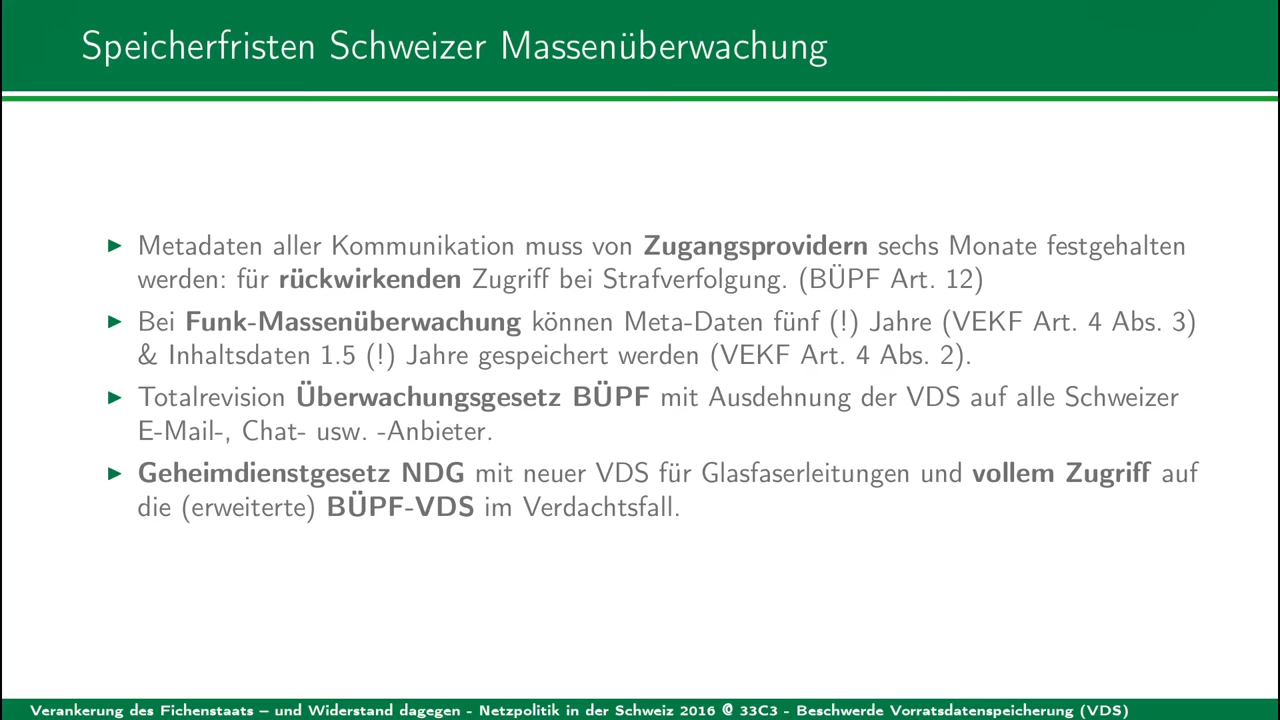 Speicherfristen Schweizer Massenüberwachung
Metadaten aller Kommunikation muss von Zugangsprovidern sechs Monate festgehalten
werden: für rückwirkenden Zugriff bei Strafverfolgung. (BÜPF Art. 12)
Bei Funk-Massenüberwachung können Meta-Daten fünf (!) Jahre (VEKF Art. 4 Abs. 3)
& Inhaltsdaten 1.5 (!) Jahre gespeichert werden (VEKF Art. 4 Abs. 2).
Totalrevision Überwachungsgesetz BÜPF mit Ausdehnung der VDS auf alle Schweizer
E-Mail-, Chat- usw. -Anbieter.
Geheimdienstgesetz NDG mit neuer VDS für Glasfaserleitungen und vollem Zugriff auf
die (erweiterte) BÜPF-VDS im Verdachtsfall.
Verankerung des Fichenstaats – und Widerstand dagegen - Netzpolitik in der Schweiz 2016 @ 33C3 - Beschwerde Vorratsdatenspeicherung (VDS)